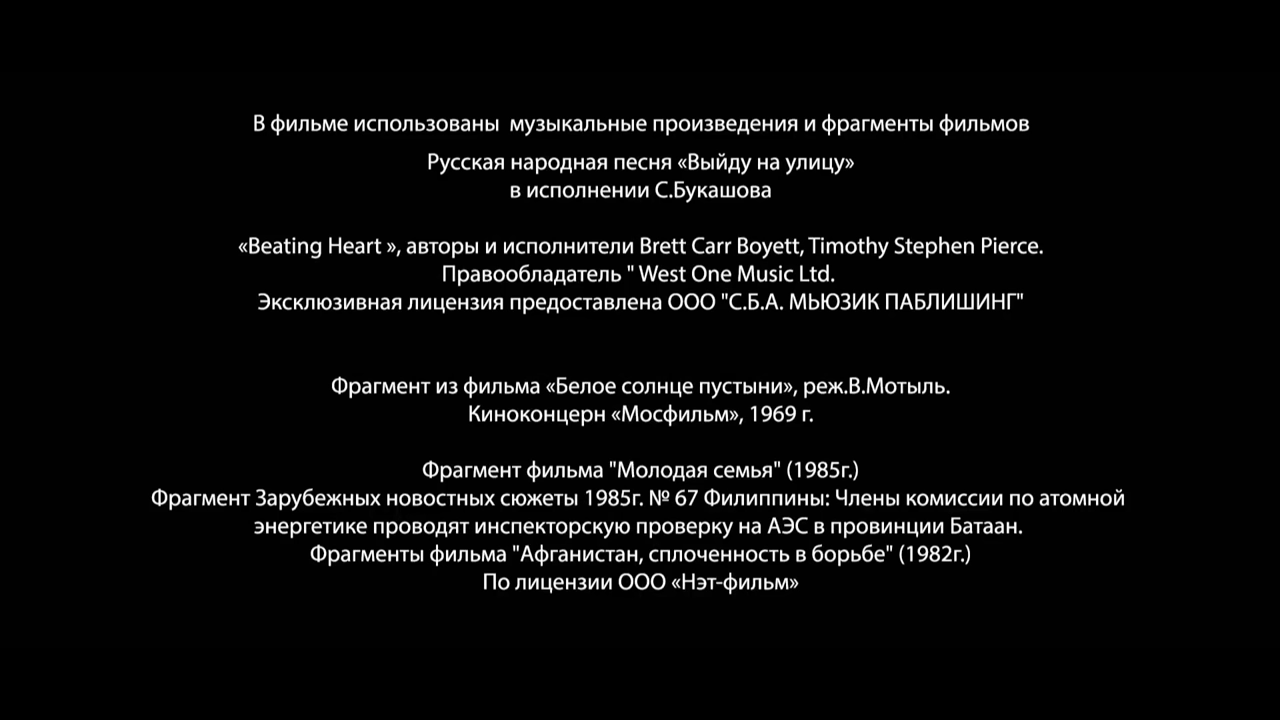 В фильме использованы  музыкальные произведения и фрагменты фильмов
Русская народная песня «Выйду на улицу»
в исполнении С.Букашова
«Beating Heart », авторы и исполнители Brett Carr Boyett, Timothy Stephen Pierce.
Правообладатель " West One Music Ltd.
Эксклюзивная лицензия предоставлена ООО "С.Б.А. МЬЮЗИК ПАБЛИШИНГ"
Фрагмент из фильма «Белое солнце пустыни», реж.В.Мотыль.
Киноконцерн «Мосфильм», 1969 г.
Фрагмент фильма "Молодая семья" (1985г.)
Фрагмент Зарубежных новостных сюжеты 1985г. № 67 Филиппины: Члены комиссии по атомной
энергетике проводят инспекторскую проверку на АЭС в провинции Батаан.
Фрагменты фильма "Афганистан, сплоченность в борьбе" (1982г.)
По лицензии ООО «Нэт-фильм»